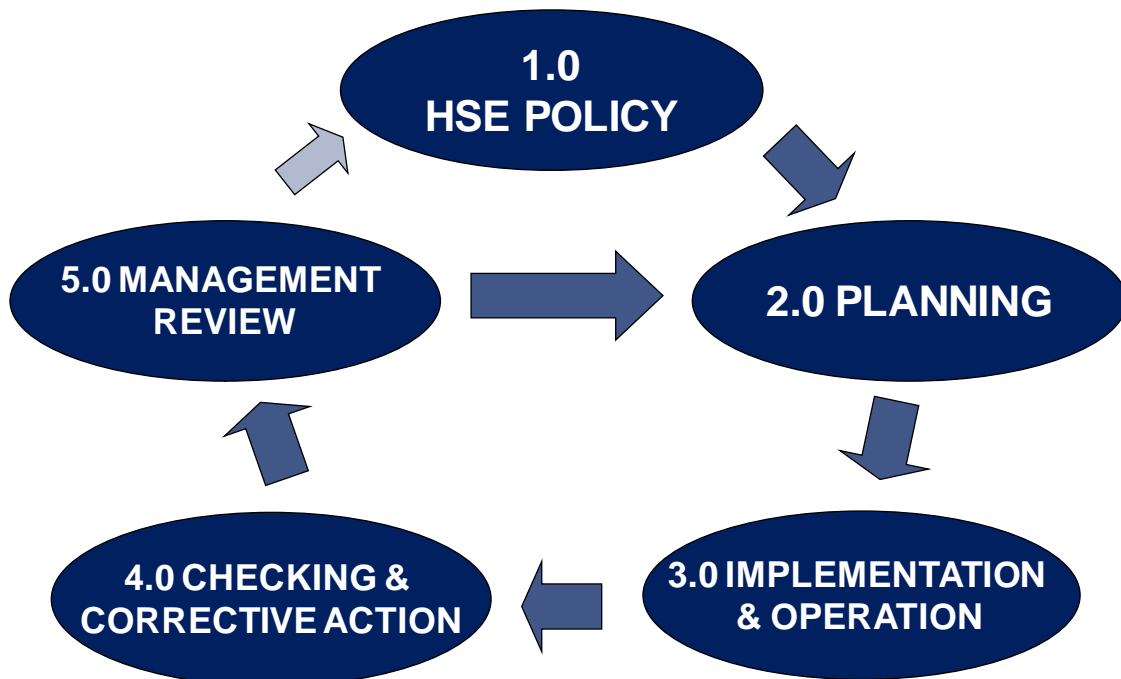 1.0
HSE POLICY
5.0 MANAGEMENT
REVIEW
2.0 PLANNING
4.0 CHECKING &
CORRECTIVE ACTION
3.0 IMPLEMENTATION
& OPERATION